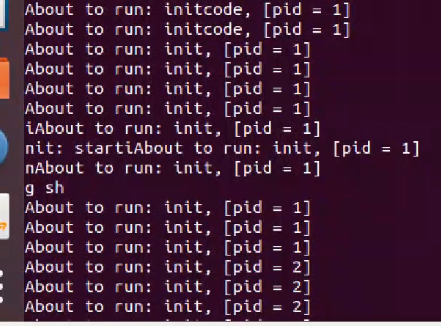 About to run: initcode, [pid = 1]
About to run: initcode, [pid = 1]
About to run: init, [pid = 1]
About to run: init, [pid = 1]
About to run: init, [pid = 1]
About to run: init, [pid = 1]
iAbout to run: init, [pid = 1]
nit: startiAbout to run: init, [pid = 1]
nAbout to run: init, [pid = 1]
g sh
About to run: init, [pid = 1]
About to run: init, [pid = 1]
About to run: init, [pid = 1]
About to run: init, [pid = 2]
About to run: init, [pid = 2]
About to run: init, [pid = 2]